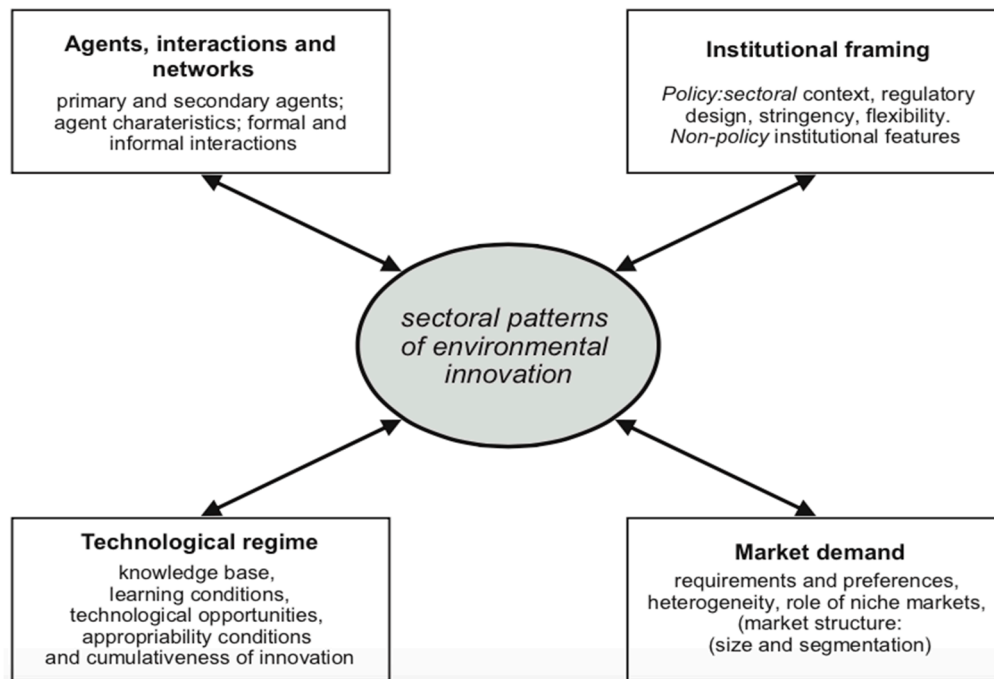 Agents, interactions and
networks
primary and secondary agents;
agent charateristics; formal and
informal interactions
Institutional framing
Policy:sectoral context, regulatory
design, stringency, flexibility.
Non-policy institutional features
sectoral patterns
of environmental
innovation
Technological regime
knowledge base,
learning conditions,
technological opportunities,
appropriability conditions
and cumulativeness of innovation
Market demand
requirements and preferences,
heterogeneity, role of niche markets,
(market structure:
(size and segmentation)